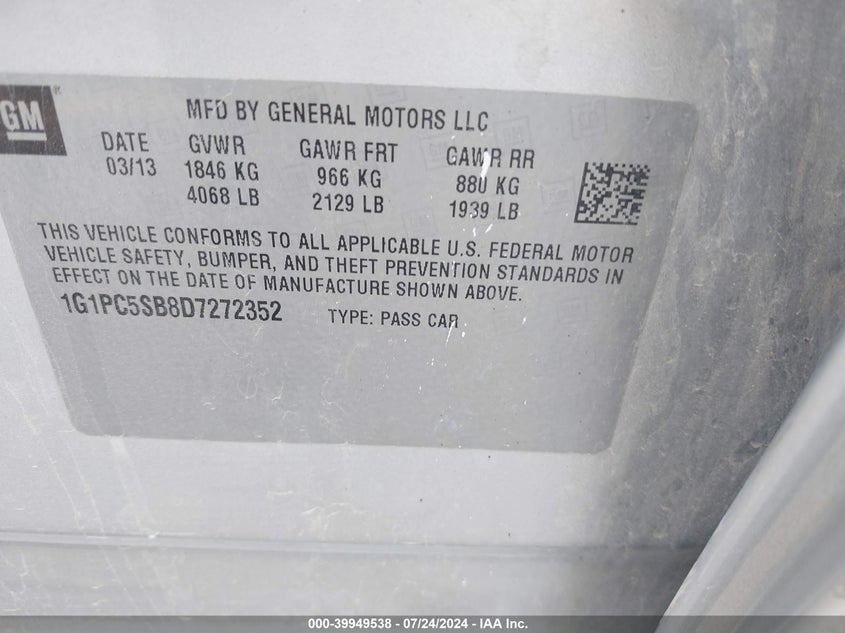 GM
MFD BY GENERAL MOTORS LLC
DATE GVWR GAWR FRT GAWR RR
03/13 1846 KG 966 KG 880 KG
4068 LB 2129 LB 1939 LB
THIS VEHICLE CONFORMS TO ALL APPLICABLE U.S. FEDERAL MOTOR
VEHICLE SAFETY, BUMPER, AND THEFT PREVENTION STANDARDS IN
EFFECT ON THE DATE OF MANUFACTURE SHOWN ABOVE.
1G1PC5SB8D7272352 TYPE: PASS CAR
000-39949538 - 07/24/2024 - IAA Inc.